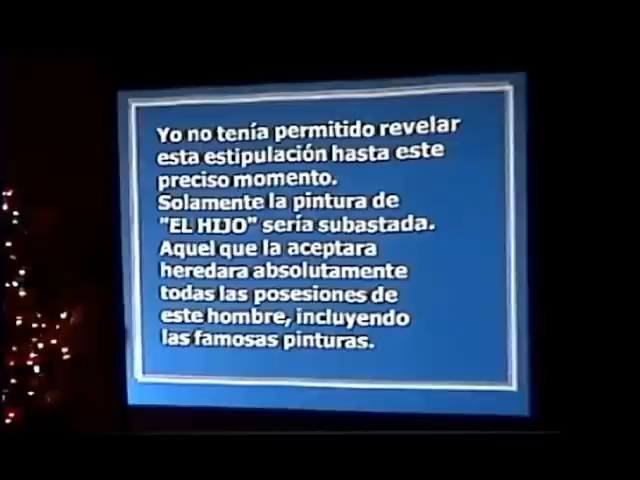 Yo no tenía permitido revelar
esta estipulación hasta este
preciso momento.
Solamente la pintura de
"EL HIJO" sería subastada.
Aquel que la aceptara
heredara absolutamente
todas las posesiones de
este hombre, incluyendo
las famosas pinturas.